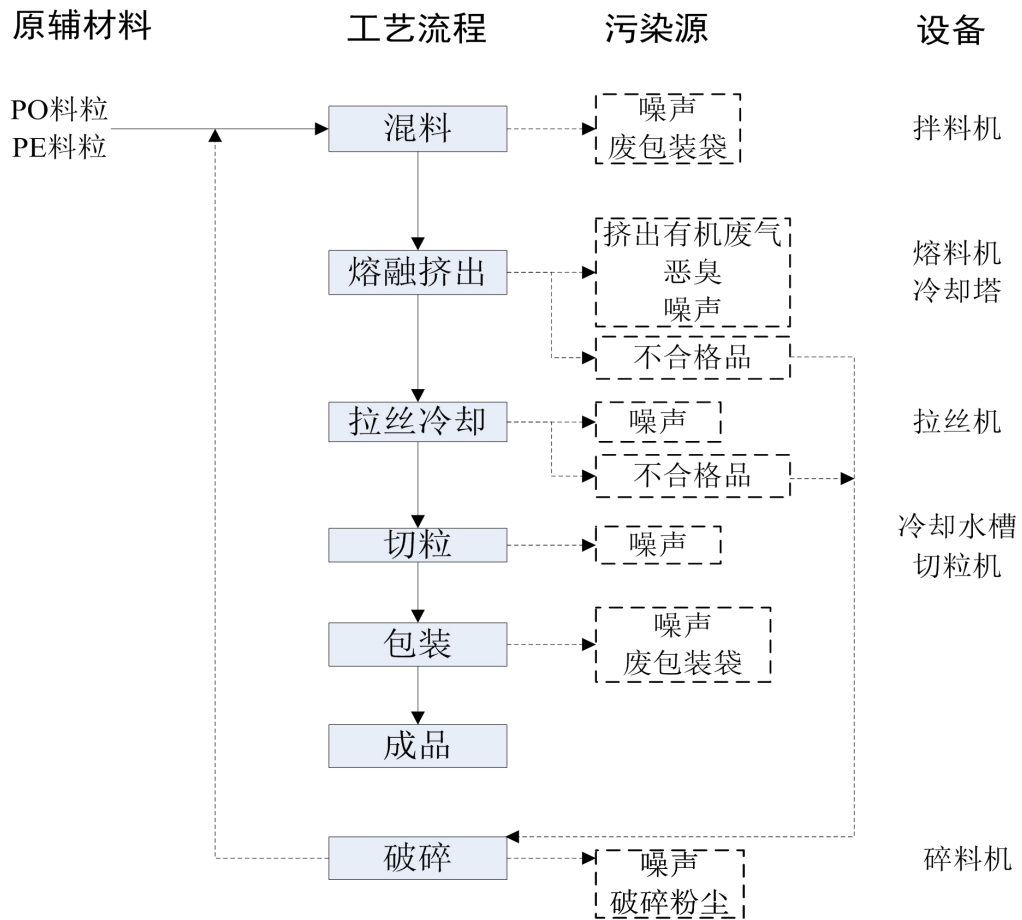 原辅材料
工艺流程
污染源
设备
PO料粒
PE料粒
混料
噪声
废包装袋
拌料机
熔融挤出
挤出有机废气
恶臭
噪声
熔料机
冷却塔
不合格品
拉丝冷却
噪声
拉丝机
不合格品
切粒
噪声
冷却水槽
切粒机
包装
噪声
废包装袋
成品
破碎
噪声
破碎粉尘
碎料机